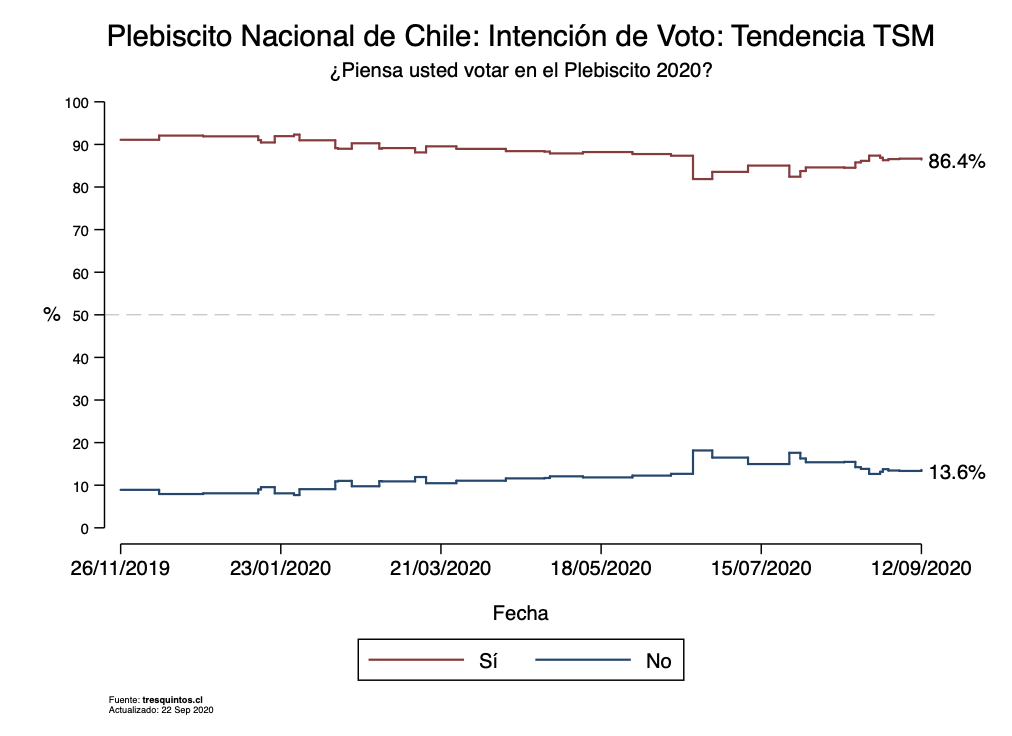 Plebiscito Nacional de Chile: Intención de Voto: Tendencia TSM
¿Piensa usted votar en el Plebiscito 2020?
100
90
80
70
60
50
40
30
20
10
0
%
86.4%
13.6%
26/11/2019 23/01/2020 21/03/2020 18/05/2020 15/07/2020 12/09/2020
Fecha
Sí No
Fuente: tresquintos.cl
Actualizado: 22 Sep 2020